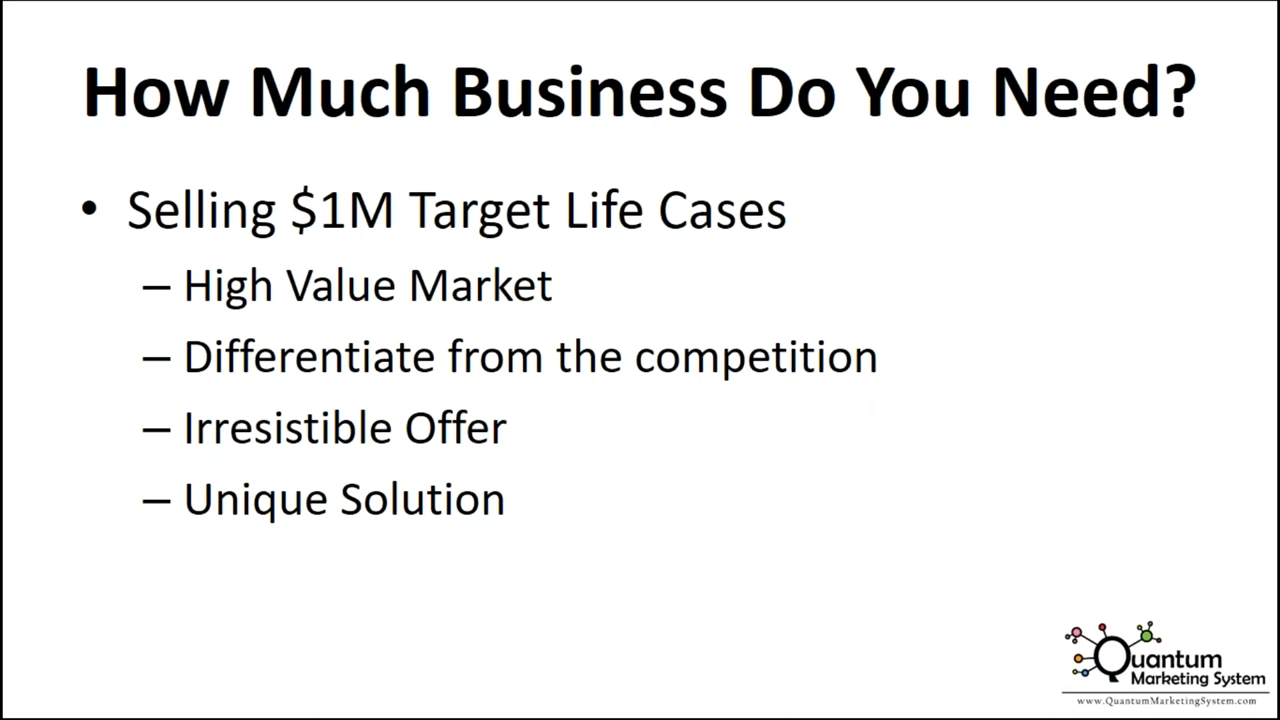 How Much Business Do You Need?
• Selling $1M Target Life Cases
– High Value Market
– Differentiate from the competition
– Irresistible Offer
– Unique Solution
Quantum
Marketing System
www.QuantumMarketingSystem.com